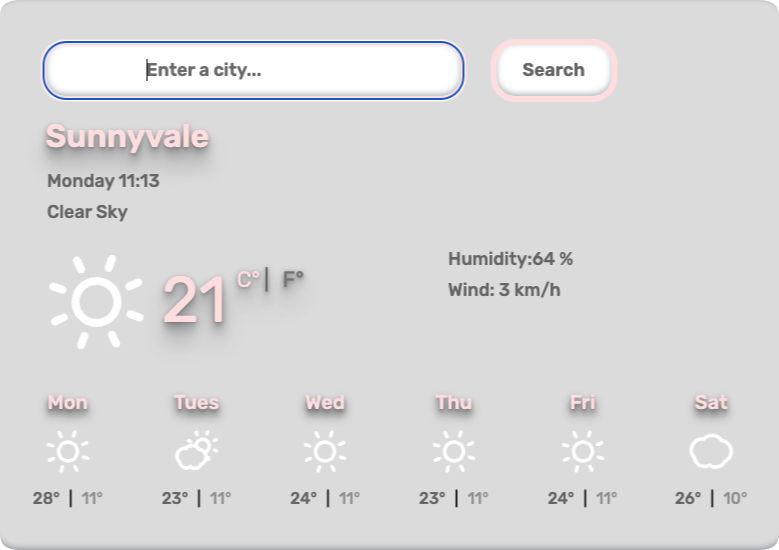 Enter a city...
Search
Sunnyvale
Monday 11:13
Clear Sky
21 C° | F°
Humidity:64 %
Wind: 3 km/h
Mon Tues Wed Thu Fri Sat
28° | 11° 23° | 11° 24° | 11° 23° | 11° 24° | 11° 26° | 10°